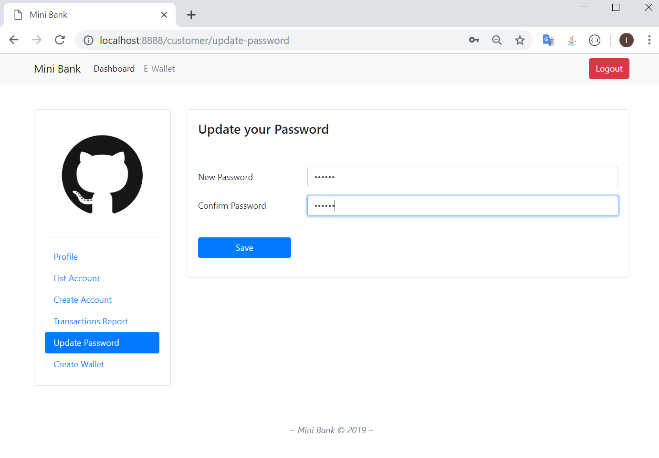 Mini Bank
localhost:8888/customer/update-password
Mini Bank Dashboard E Wallet Logout
Update your Password
New Password ••••••
Confirm Password ••••••
Save
Profile
List Account
Create Account
Transactions Report
Update Password
Create Wallet
~ Mini Bank © 2019 ~